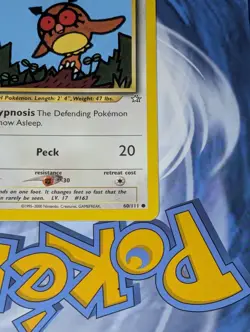 Pokémon. Length: 2' 4", Weight: 47 lbs.
ypnosis The Defending Pokémon
now Asleep.
Peck 20
resistance retreat cost
-30
nds on one foot. It changes feet so fast that the
n rarely be seen. LV. 17 #163
©1995-2000 Nintendo, Creatures, GAMEFREAK.
60/111
POKé